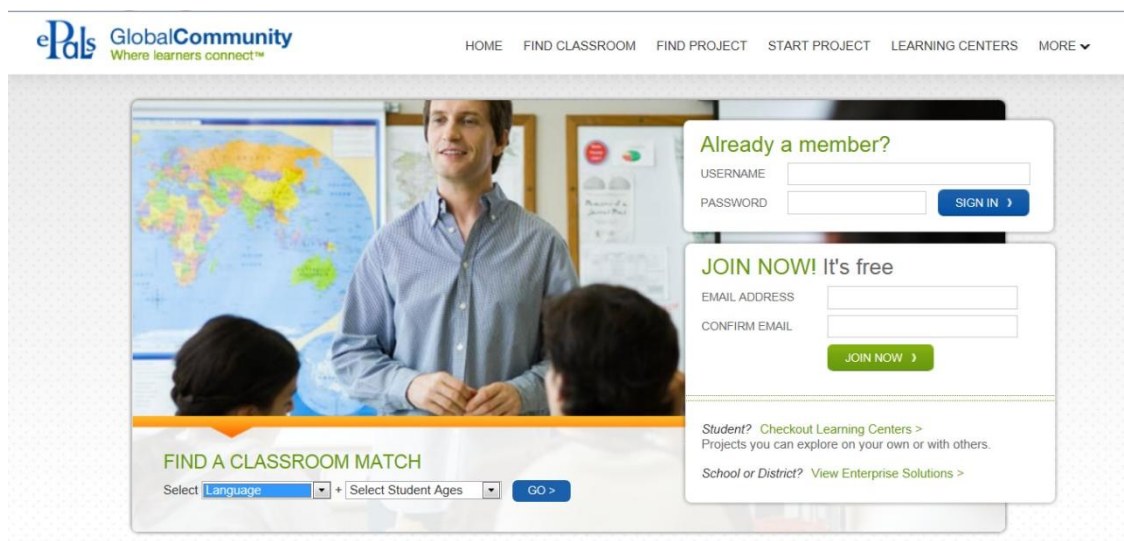 ePals GlobalCommunity
Where learners connect™
HOME FIND CLASSROOM FIND PROJECT START PROJECT LEARNING CENTERS MORE
Already a member?
USERNAME
PASSWORD SIGN IN
JOIN NOW! It's free
EMAIL ADDRESS
CONFIRM EMAIL
JOIN NOW
Student? Checkout Learning Centers >
Projects you can explore on your own or with others.
School or District? View Enterprise Solutions >
FIND A CLASSROOM MATCH
Select Language + Select Student Ages GO >